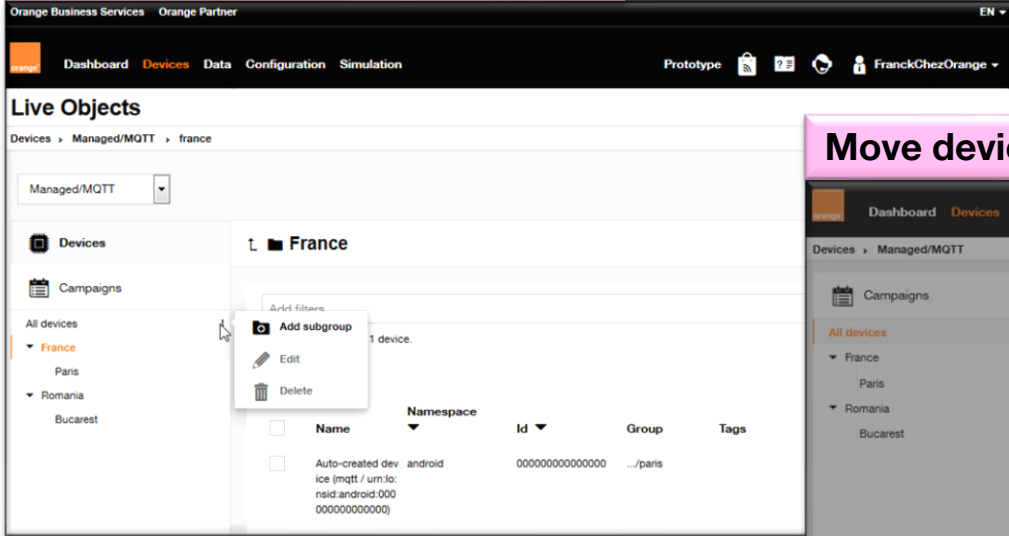 Orange Business Services Orange Partner EN
orange Dashboard Devices Data Configuration Simulation Prototype FranckChezOrange
Live Objects
Devices > Managed/MQTT > france
Managed/MQTT
Devices
France
Campaigns
Add filters
All devices
Add subgroup
1 device.
France
Edit
Paris
Delete
Romania
Bucarest
Name Namespace Id Group Tags
Auto-created dev android 000000000000000 .../paris
ice (mqtt / urn:lo:
nsid:android:000
000000000000)
Move devi
orange Dashboard Devices
Devices > Managed/MQTT
Campaigns
All devices
France
Paris
Romania
Bucarest